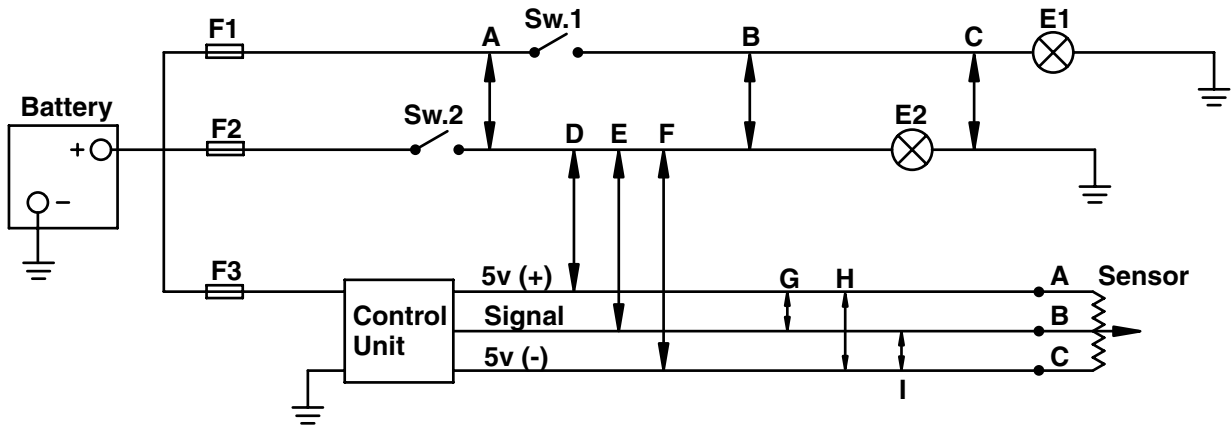 F1
A
Sw.1
B
C
E1
Battery
+
−
F2
Sw.2
D
E
F
E2
F3
5v (+)
G
H
A
Sensor
Control
Unit
Signal
B
5v (-)
C
I